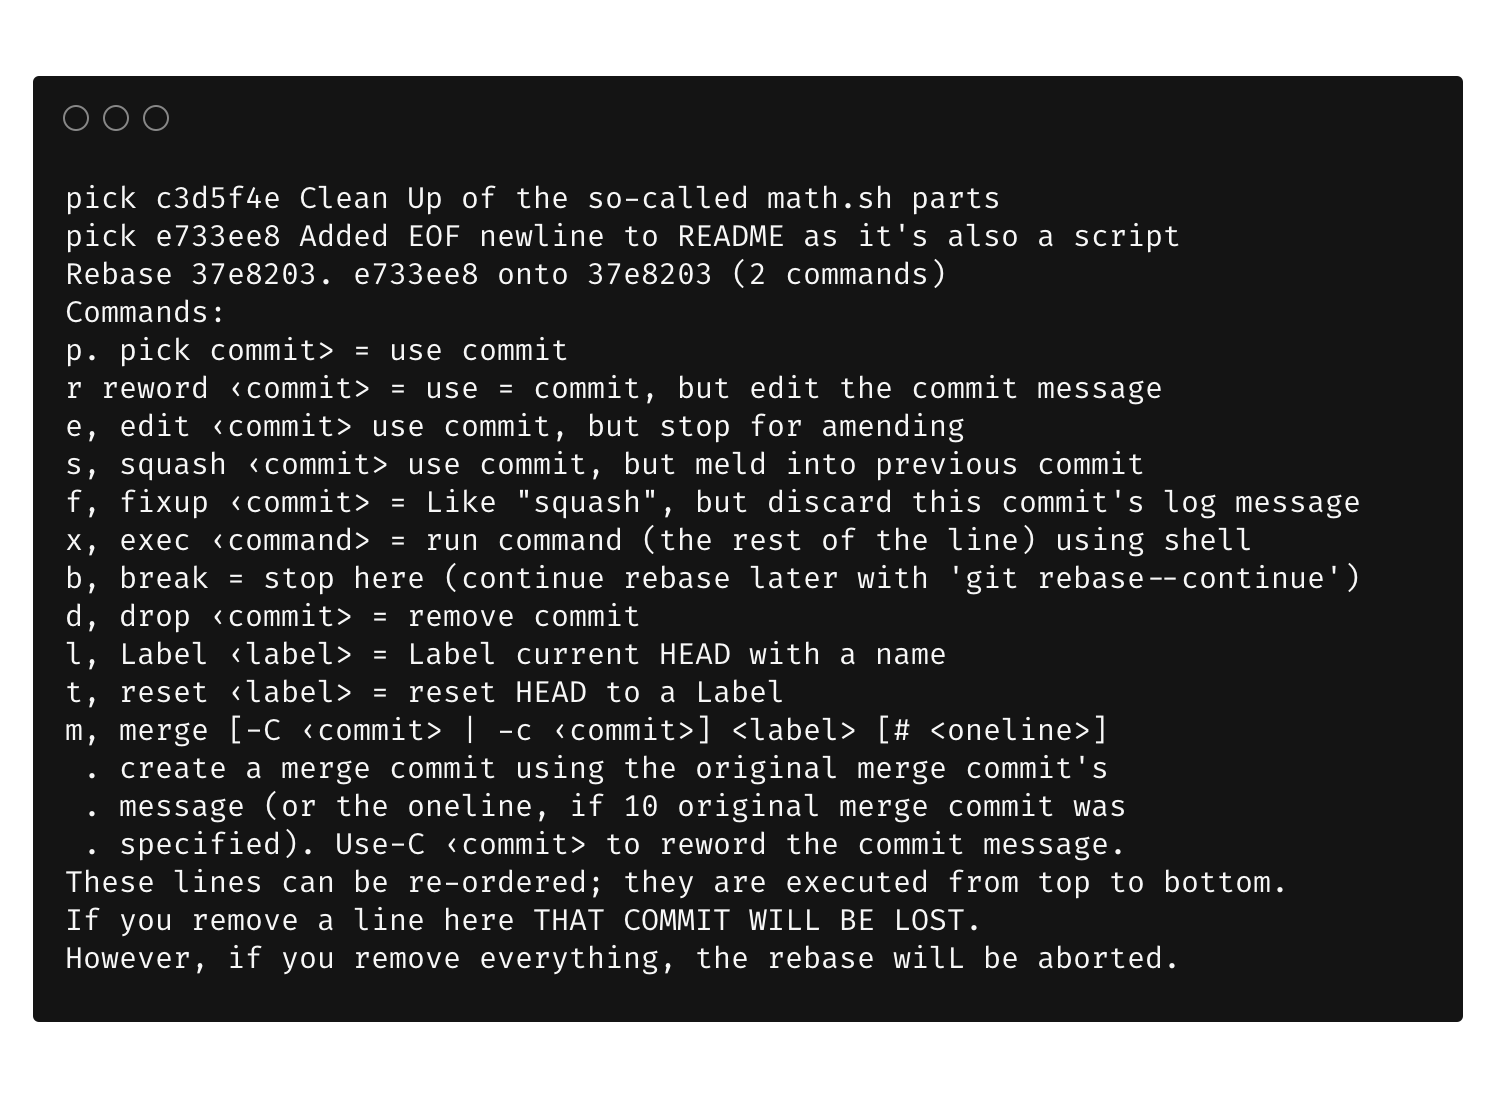 pick c3d5f4e Clean Up of the so-called math.sh parts
pick e733ee8 Added EOF newline to README as it's also a script
Rebase 37e8203. e733ee8 onto 37e8203 (2 commands)
Commands:
p. pick commit> = use commit
r reword ‹commit> = use = commit, but edit the commit message
e, edit ‹commit> use commit, but stop for amending
s, squash ‹commit> use commit, but meld into previous commit
f, fixup ‹commit> = Like "squash", but discard this commit's log message
x, exec ‹command> = run command (the rest of the line) using shell
b, break = stop here (continue rebase later with 'git rebase--continue')
d, drop ‹commit> = remove commit
l, Label ‹label> = Label current HEAD with a name
t, reset ‹label> = reset HEAD to a Label
m, merge [-C ‹commit> | -c ‹commit>] <label> [# <oneline>]
. create a merge commit using the original merge commit's
. message (or the oneline, if 10 original merge commit was
. specified). Use-C ‹commit> to reword the commit message.
These lines can be re-ordered; they are executed from top to bottom.
If you remove a line here THAT COMMIT WILL BE LOST.
However, if you remove everything, the rebase wilL be aborted.